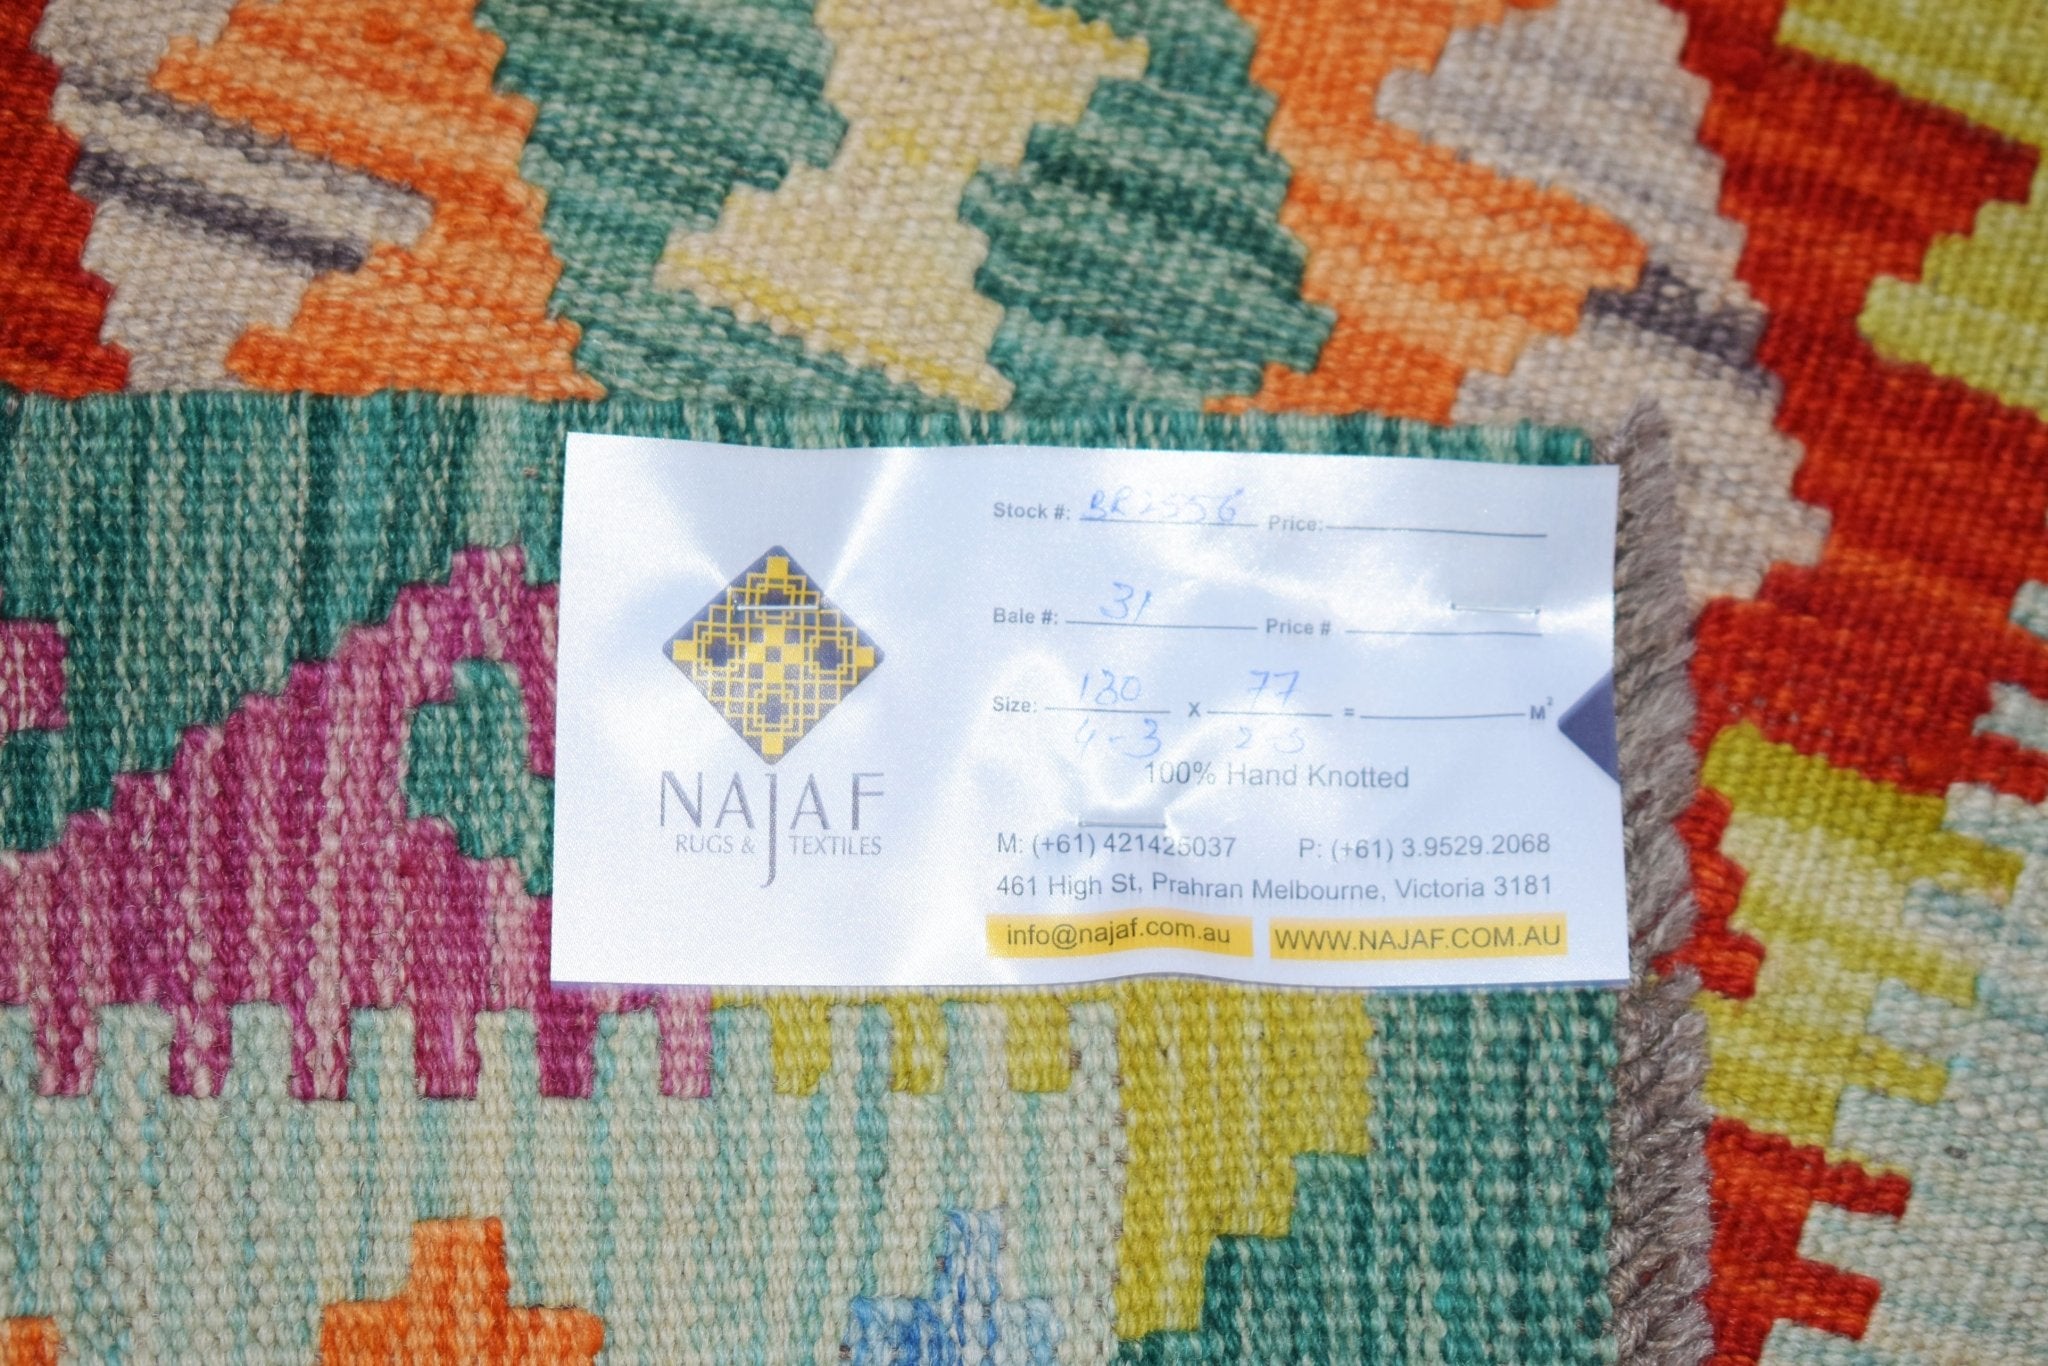 NAJAF
RUGS & TEXTILES
Stock #: BR2556 Price:
Bale #: 31 Price #
Size: 130 X 77 = M²
4-3 2-5
100% Hand Knotted
M: (+61) 421425037 P: (+61) 3.9529.2068
461 High St, Prahran Melbourne, Victoria 3181
info@najaf.com.au WWW.NAJAF.COM.AU